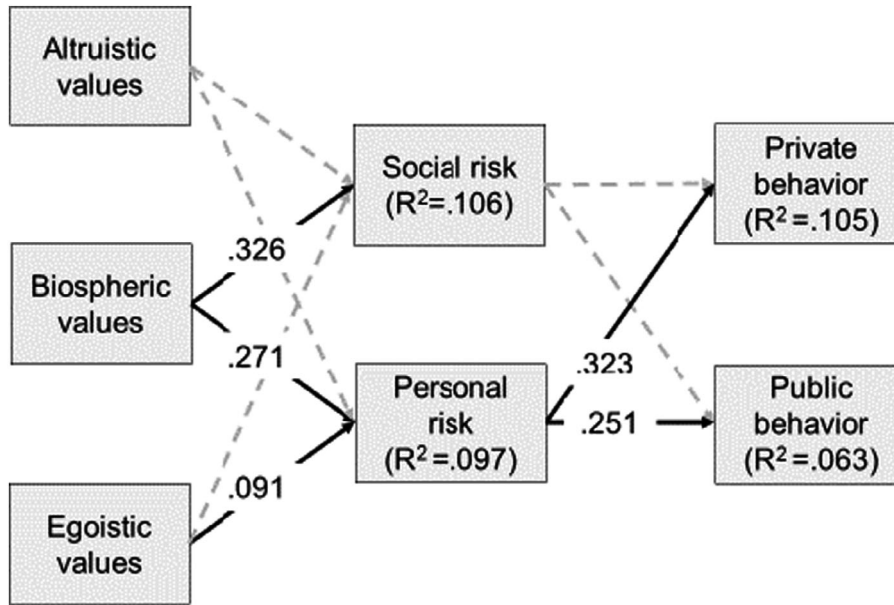 Altruistic
values
Social risk
(R²=.106)
Private
behavior
(R²=.105)
.326
Biospheric
values
.271
Personal
risk
(R²=.097)
.323
.251
Public
behavior
(R²=.063)
.091
Egoistic
values